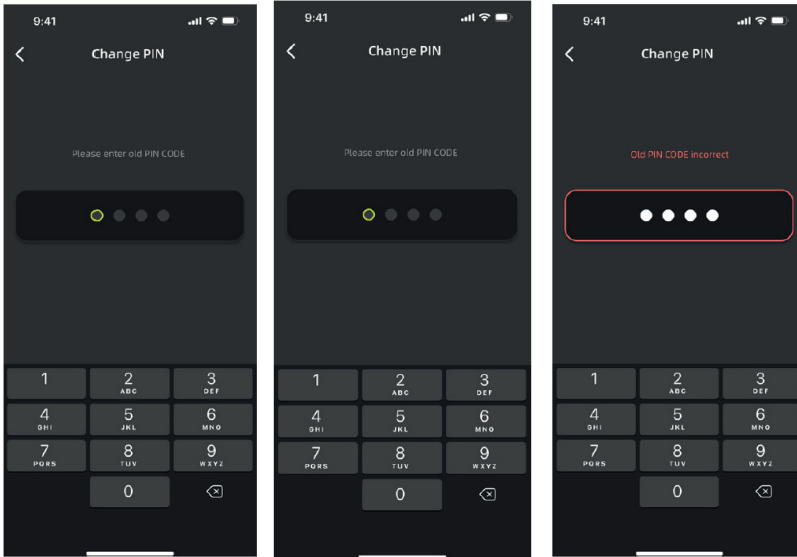 9:41
Change PIN
Please enter old PIN CODE
1 2 3
ABC DEF
4 5 6
GHI JKL MNO
7 8 9
PQRS TUV WXYZ
0
9:41
Change PIN
Please enter old PIN CODE
1 2 3
ABC DEF
4 5 6
GHI JKL MNO
7 8 9
PQRS TUV WXYZ
0
9:41
Change PIN
Old PIN CODE incorrect
1 2 3
ABC DEF
4 5 6
GHI JKL MNO
7 8 9
PQRS TUV WXYZ
0